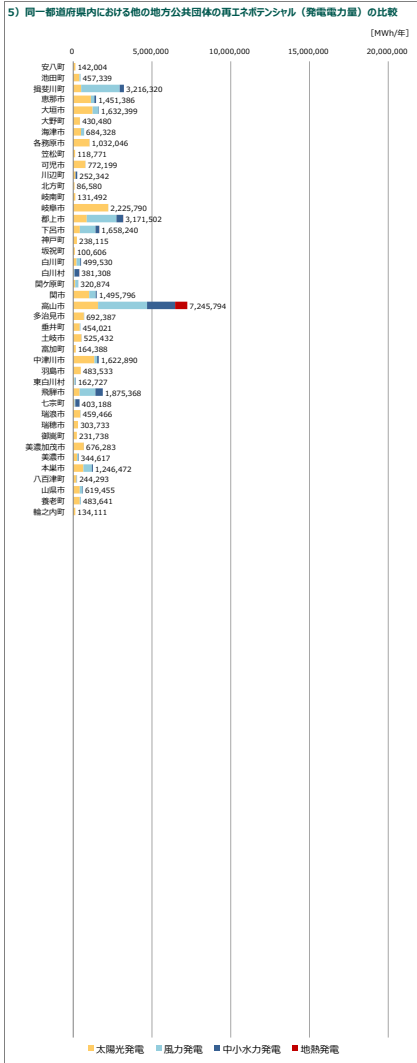 5）同一都道府県内における他の地方公共団体の再エネポテンシャル（発電電力量）の比較
[MWh/年]
0 5,000,000 10,000,000 15,000,000 20,000,000
安八町 142,004
池田町 457,339
揖斐川町 3,216,320
恵那市 1,451,386
大垣市 1,632,399
大野町 430,480
海津市 684,328
各務原市 1,032,046
笠松町 118,771
可児市 772,199
川辺町 252,342
北方町 86,580
岐南町 131,492
岐阜市 2,225,790
郡上市 3,171,502
下呂市 1,658,240
神戸町 238,115
坂祝町 100,606
白川町 499,530
白川村 381,308
関ケ原町 320,874
関市 1,495,796
高山市 7,245,794
多治見市 692,387
垂井町 454,021
土岐市 525,432
富加町 164,388
中津川市 1,622,890
羽島市 483,533
東白川村 162,727
飛騨市 1,875,368
七宗町 403,188
瑞浪市 459,466
瑞穂市 303,733
御嵩町 231,738
美濃加茂市 676,283
美濃市 344,617
本巣市 1,246,472
八百津町 244,293
山県市 619,455
養老町 483,641
輪之内町 134,111
太陽光発電 風力発電 中小水力発電 地熱発電